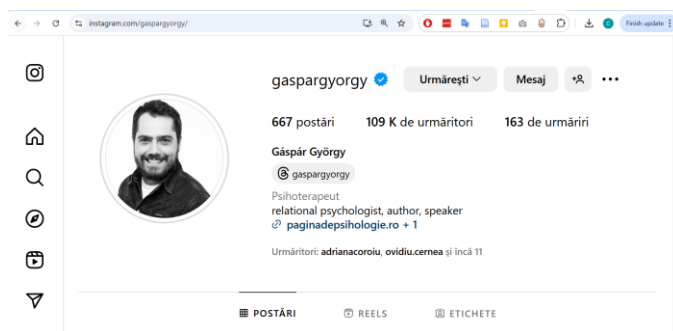 instagram.com/gaspargyorgy/
Finish update
gaspargyorgy
Urmărești
Mesaj
667 postări 109 K de urmăritori 163 de urmăriri
Gáspár György
gaspargyorgy
Psihoterapeut
relational psychologist, author, speaker
paginadepsihologie.ro + 1
Urmăritori: adrianacoroiu, ovidiu.cernea și încă 11
POSTĂRI REELS ETICHETE